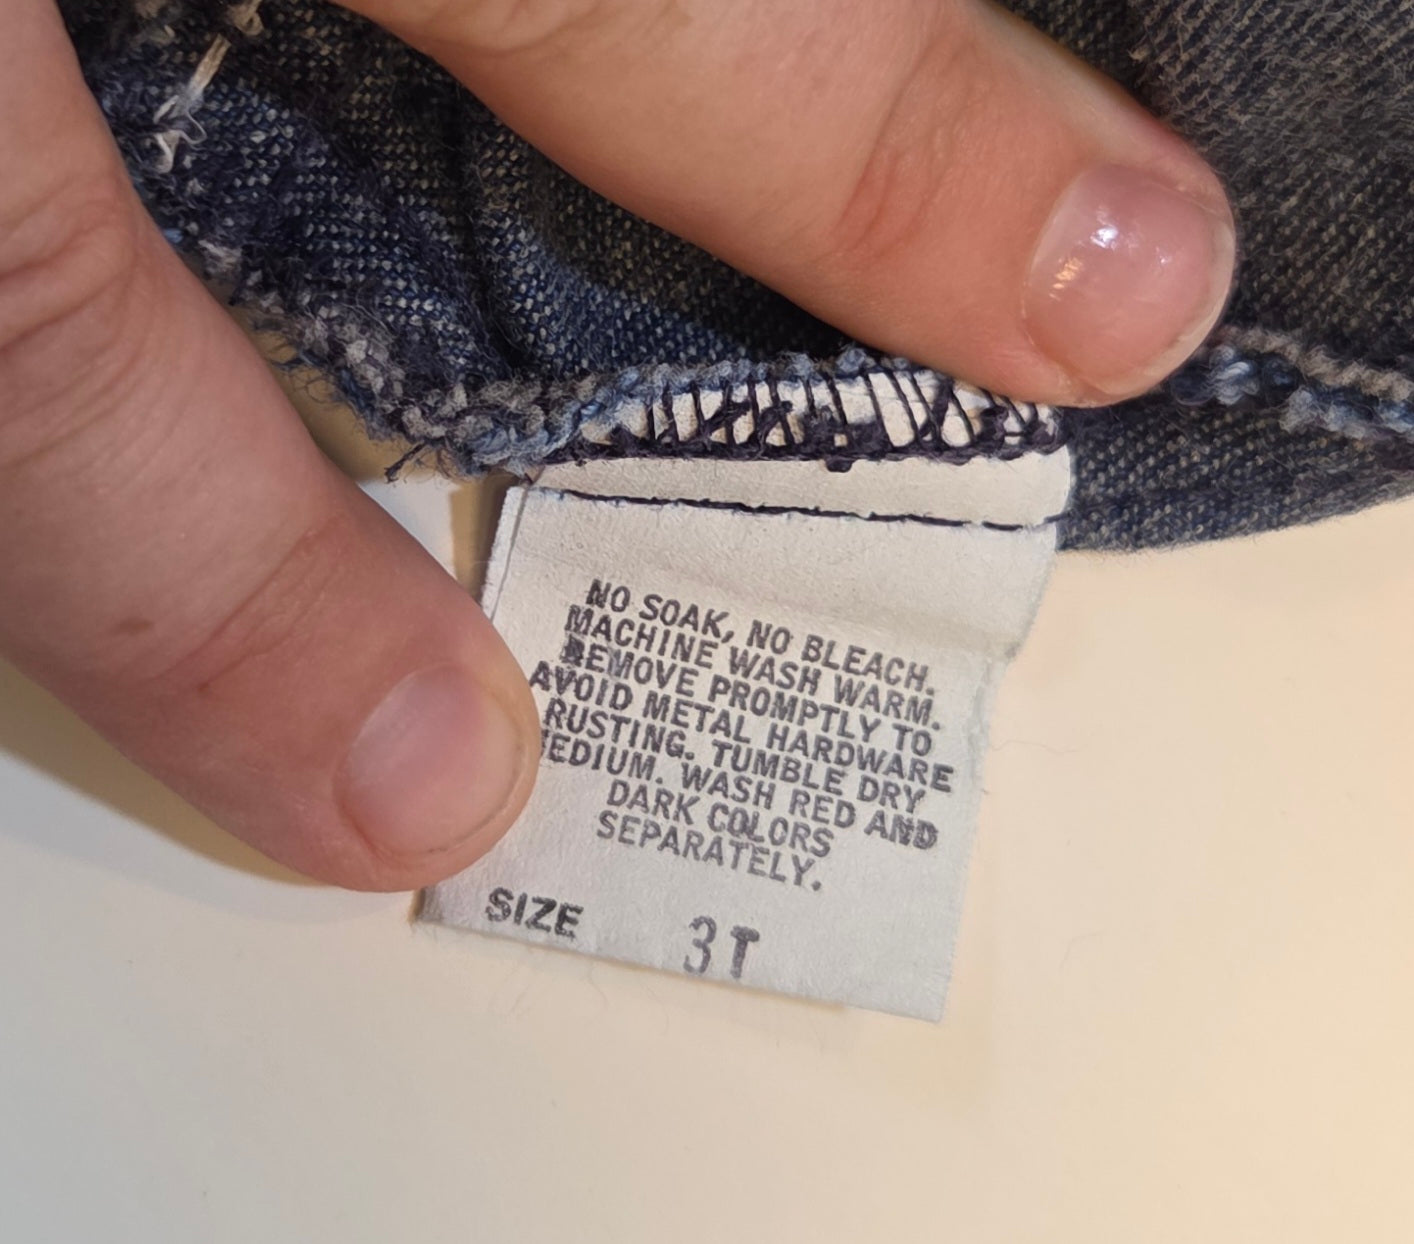 NO SOAK, NO BLEACH.
MACHINE WASH WARM.
REMOVE PROMPTLY TO
AVOID METAL HARDWARE
RUSTING. TUMBLE DRY
MEDIUM. WASH RED AND
DARK COLORS
SEPARATELY.
SIZE 3T